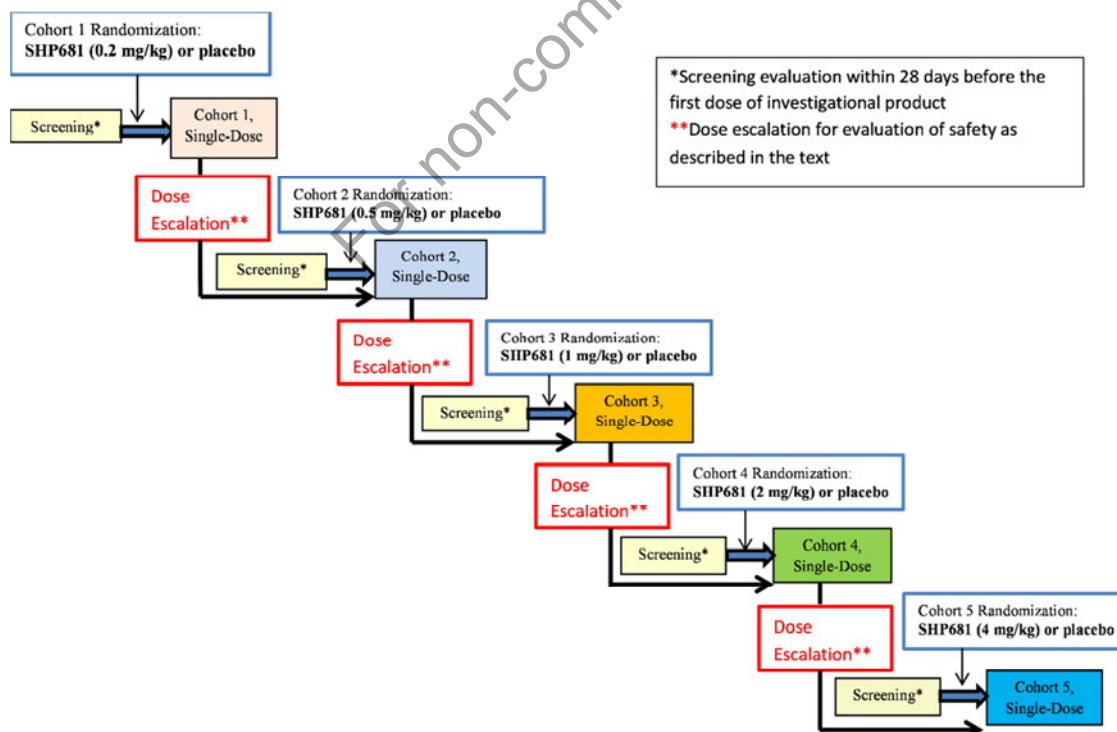 Cohort 1 Randomization:
SHP681 (0.2 mg/kg) or placebo
*Screening evaluation within 28 days before the
first dose of investigational product
**Dose escalation for evaluation of safety as
described in the text
Screening*
Cohort 1,
Single-Dose
For non-com
Dose
Escalation**
Cohort 2 Randomization:
SHP681 (0.5 mg/kg) or placebo
Screening*
Cohort 2,
Single-Dose
Dose
Escalation**
Cohort 3 Randomization:
SHP681 (1 mg/kg) or placebo
Screening*
Cohort 3,
Single-Dose
Dose
Escalation**
Cohort 4 Randomization:
SHP681 (2 mg/kg) or placebo
Screening*
Cohort 4,
Single-Dose
Dose
Escalation**
Cohort 5 Randomization:
SHP681 (4 mg/kg) or placebo
Screening*
Cohort 5,
Single-Dose